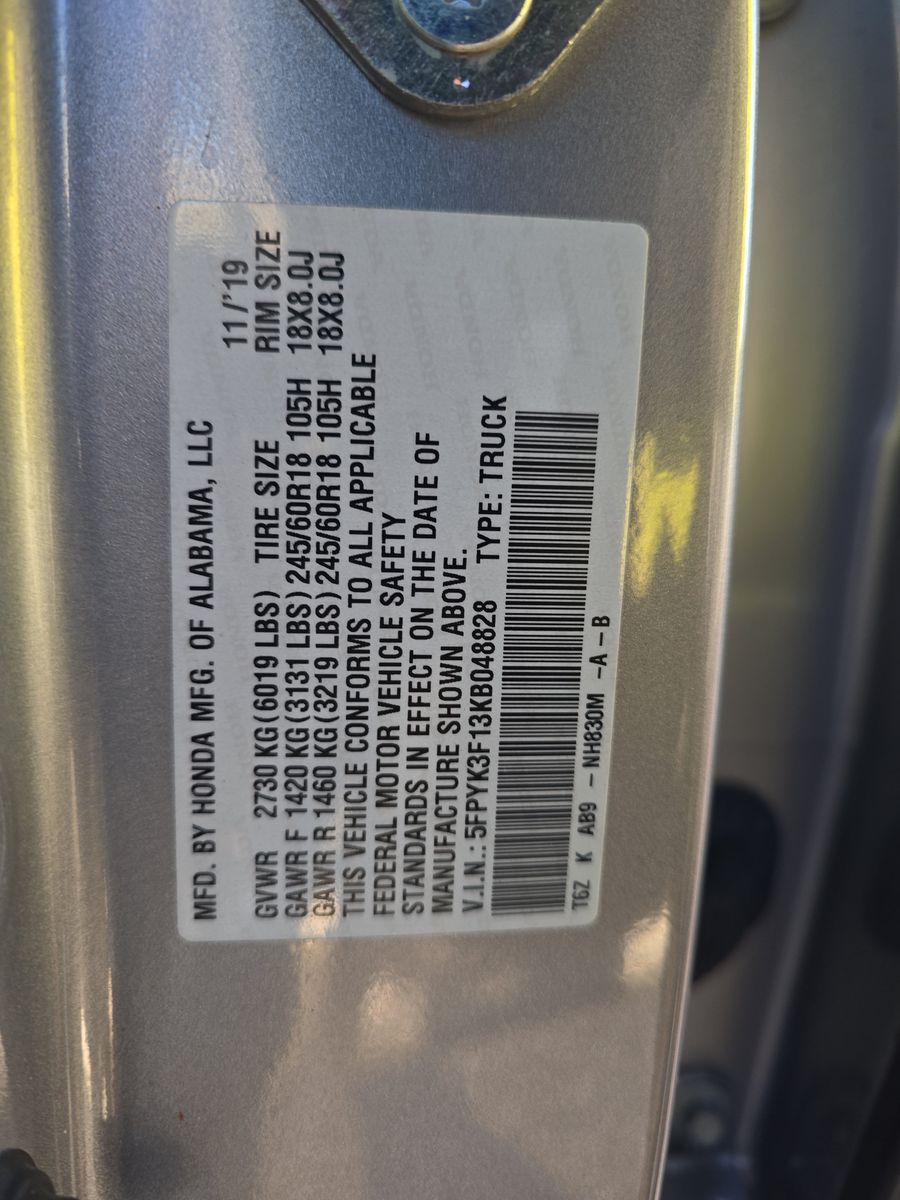 MFD. BY HONDA MFG. OF ALABAMA, LLC
11/'19
GVWR 2730 KG(6019 LBS) TIRE SIZE RIM SIZE
GAWR F 1420 KG(3131 LBS) 245/60R18 105H 18X8.0J
GAWR R 1460 KG(3219 LBS) 245/60R18 105H 18X8.0J
THIS VEHICLE CONFORMS TO ALL APPLICABLE
FEDERAL MOTOR VEHICLE SAFETY
STANDARDS IN EFFECT ON THE DATE OF
MANUFACTURE SHOWN ABOVE.
V.I.N.: 5FPYK3F13KB048828 TYPE: TRUCK
T6Z K AB9 - NH830M - A - B